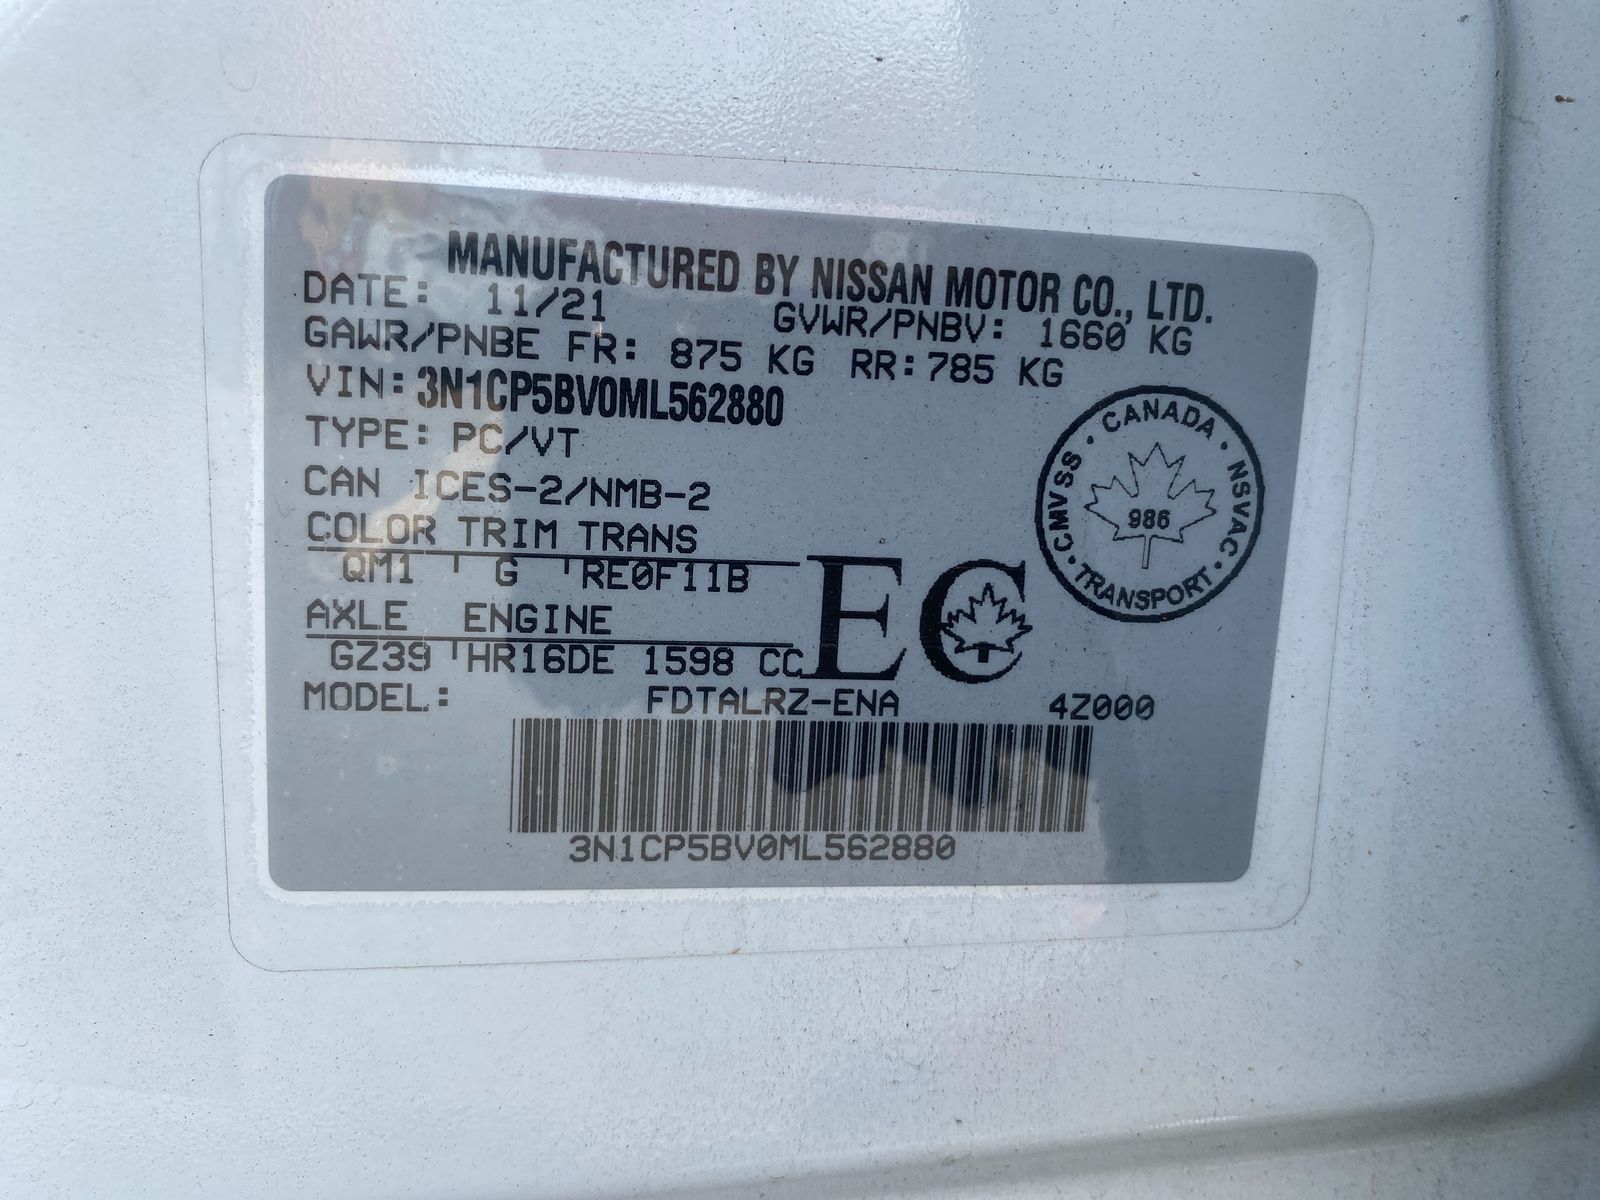 MANUFACTURED BY NISSAN MOTOR CO., LTD.
DATE: 11/21 GVWR/PNBV: 1660 KG
GAWR/PNBE FR: 875 KG RR: 785 KG
VIN: 3N1CP5BV0ML562880
TYPE: PC/VT
CAN ICES-2/NMB-2
COLOR TRIM TRANS
QM1 G RE0F11B
AXLE ENGINE
GZ39 HR16DE 1598 CC
EC
CANADA · NSVAC · TRANSPORT · CMVSS ·
986
MODEL: FDTALRZ-ENA 4Z000
3N1CP5BV0ML562880